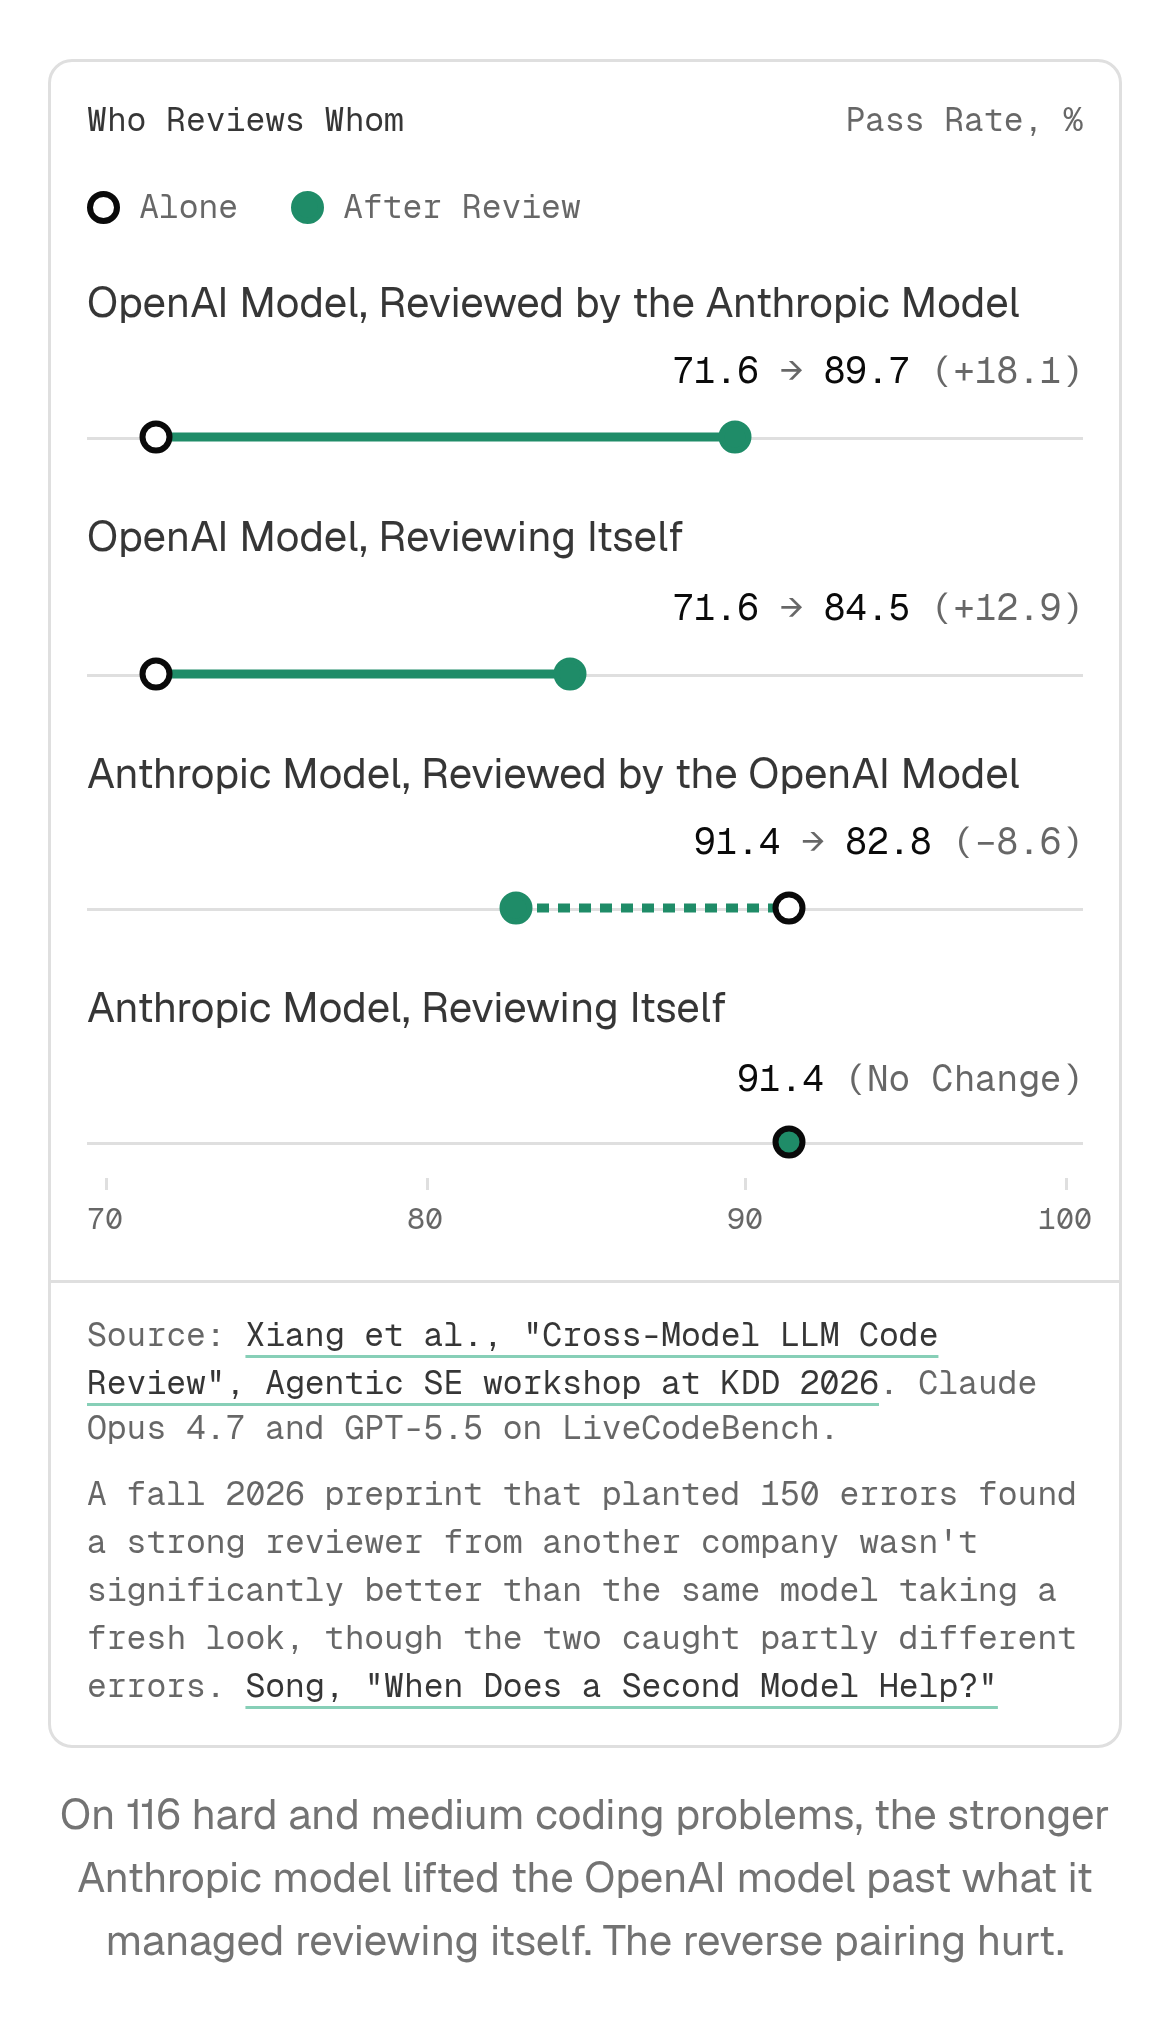 Who Reviews Whom
Pass Rate, %
Alone
After Review
OpenAI Model, Reviewed by the Anthropic Model
71.6 → 89.7 (+18.1)
OpenAI Model, Reviewing Itself
71.6 → 84.5 (+12.9)
Anthropic Model, Reviewed by the OpenAI Model
91.4 → 82.8 (−8.6)
Anthropic Model, Reviewing Itself
91.4 (No Change)
70 80 90 100
Source: Xiang et al., "Cross-Model LLM Code
Review", Agentic SE workshop at KDD 2026. Claude
Opus 4.7 and GPT-5.5 on LiveCodeBench.
A fall 2026 preprint that planted 150 errors found
a strong reviewer from another company wasn't
significantly better than the same model taking a
fresh look, though the two caught partly different
errors. Song, "When Does a Second Model Help?"
On 116 hard and medium coding problems, the stronger
Anthropic model lifted the OpenAI model past what it
managed reviewing itself. The reverse pairing hurt.